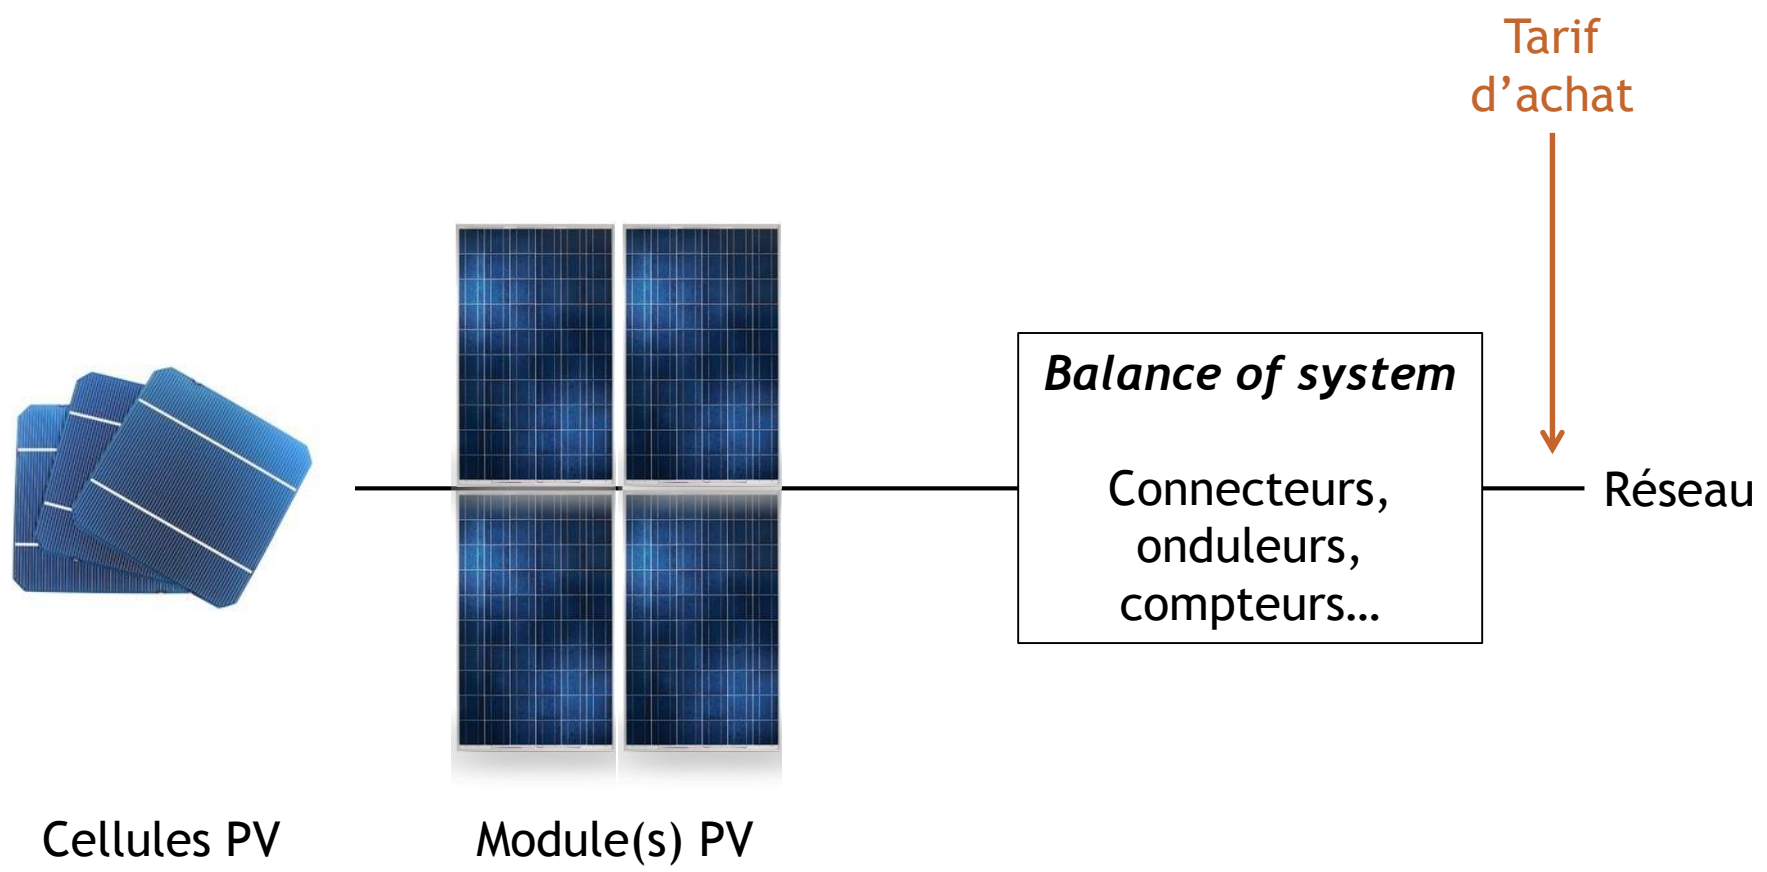 Tarif
d’achat
Balance of system
Connecteurs,
onduleurs,
compteurs…
Réseau
Cellules PV
Module(s) PV